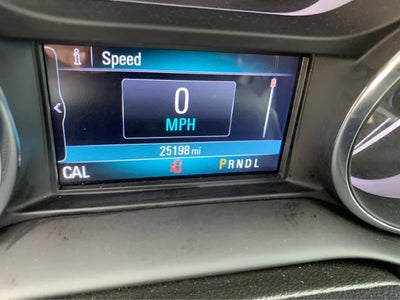 i Speed
0
MPH
25198 mi
CAL PRNDL